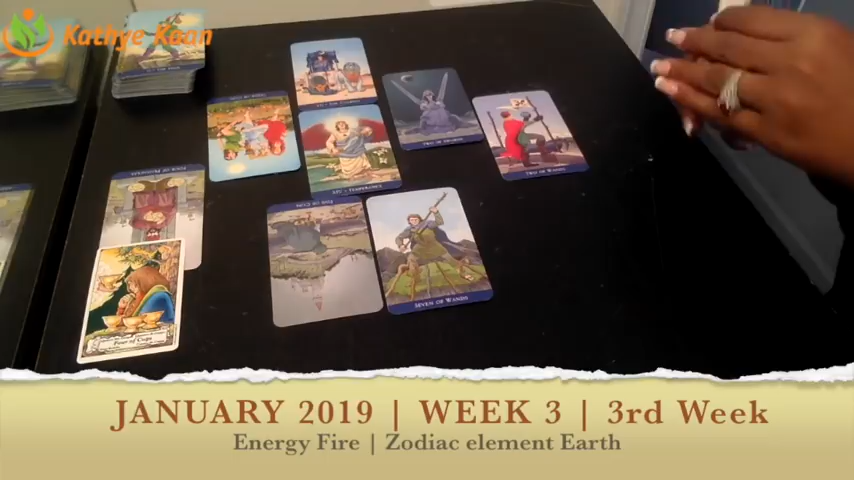 Kathye Kaan
TWO OF SWORDS
TWO OF WANDS
XIV • TEMPERANCE
SEVEN OF WANDS
Four of Cups
JANUARY 2019 | WEEK 3 | 3rd Week
Energy Fire | Zodiac element Earth